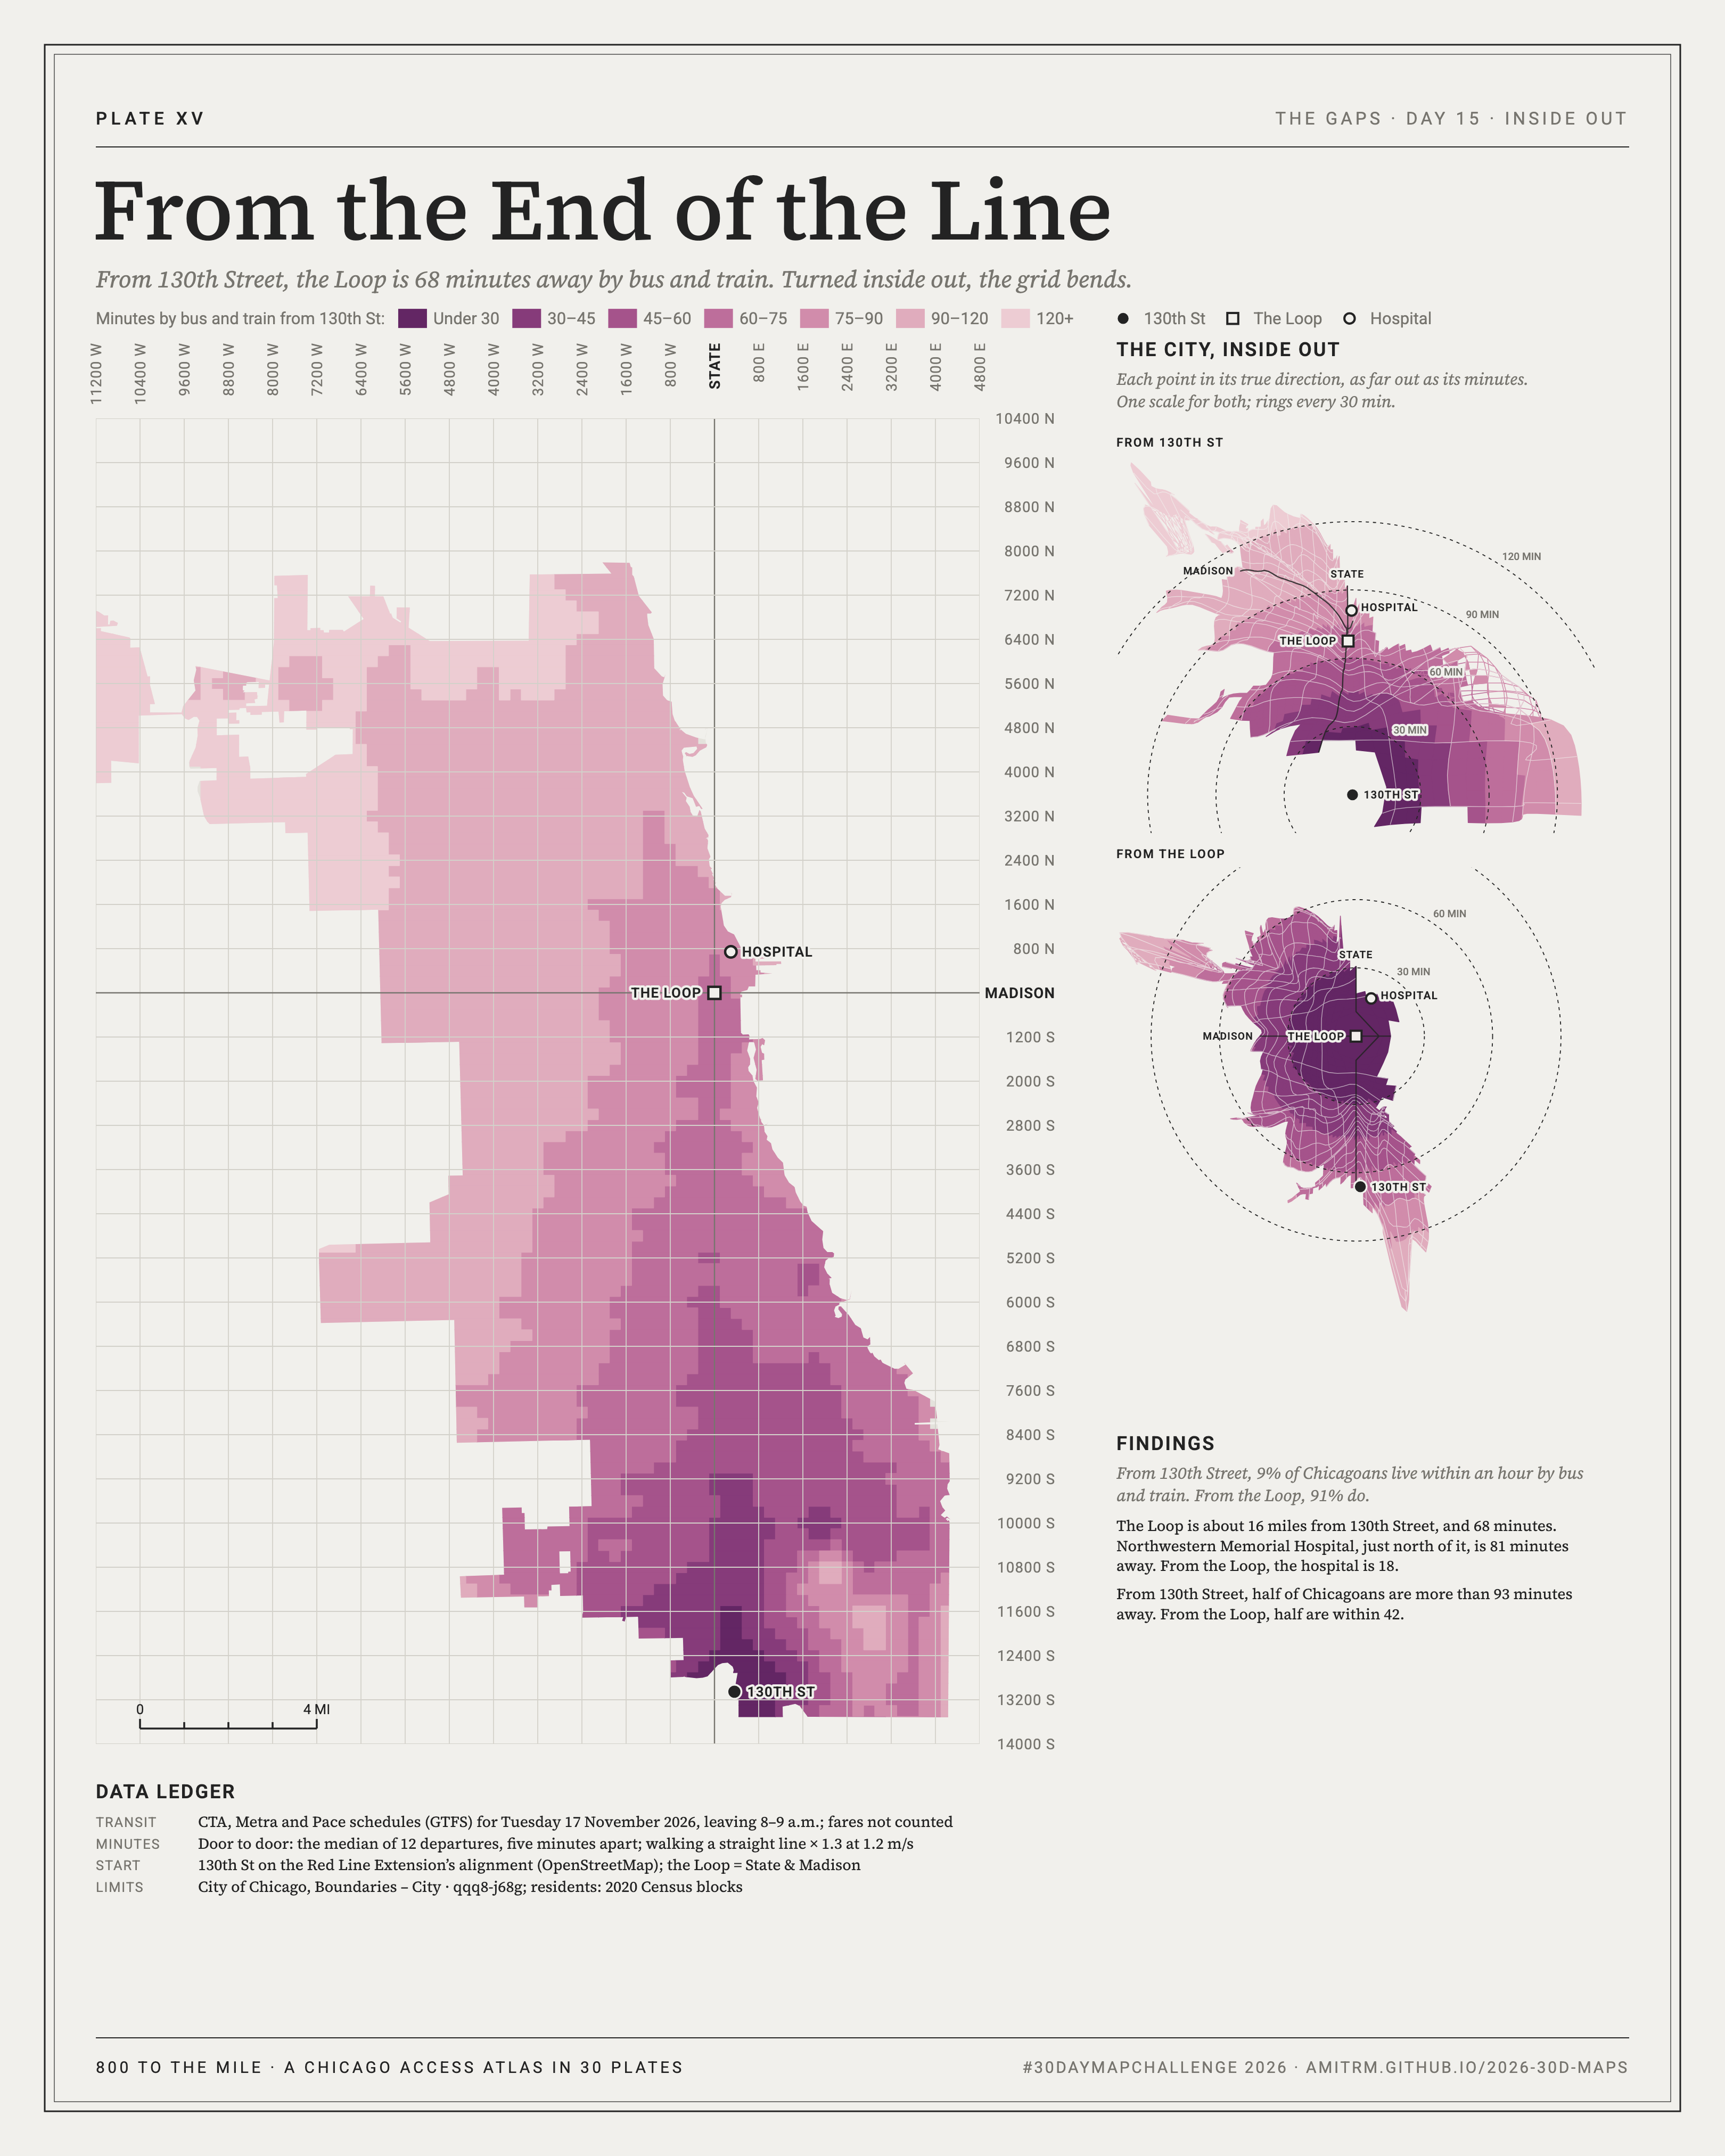 PLATE XV
THE GAPS · DAY 15 · INSIDE OUT
From the End of the Line
From 130th Street, the Loop is 68 minutes away by bus and train. Turned inside out, the grid bends.
Minutes by bus and train from 130th St: Under 30 30–45 45–60 60–75 75–90 90–120 120+
130th St The Loop Hospital
11200 W
10400 W
9600 W
8800 W
8000 W
7200 W
6400 W
5600 W
4800 W
4000 W
3200 W
2400 W
1600 W
800 W
STATE
800 E
1600 E
2400 E
3200 E
4000 E
4800 E
10400 N
9600 N
8800 N
8000 N
7200 N
6400 N
5600 N
4800 N
4000 N
3200 N
2400 N
1600 N
800 N
MADISON
1200 S
2000 S
2800 S
3600 S
4400 S
5200 S
6000 S
6800 S
7600 S
8400 S
9200 S
10000 S
10800 S
11600 S
12400 S
13200 S
14000 S
HOSPITAL
THE LOOP
130TH ST
0 4 MI
THE CITY, INSIDE OUT
Each point in its true direction, as far out as its minutes.
One scale for both; rings every 30 min.
FROM 130TH ST
120 MIN
MADISON
STATE
HOSPITAL
90 MIN
THE LOOP
60 MIN
30 MIN
130TH ST
FROM THE LOOP
60 MIN
STATE
30 MIN
HOSPITAL
MADISON
THE LOOP
130TH ST
FINDINGS
From 130th Street, 9% of Chicagoans live within an hour by bus
and train. From the Loop, 91% do.
The Loop is about 16 miles from 130th Street, and 68 minutes.
Northwestern Memorial Hospital, just north of it, is 81 minutes
away. From the Loop, the hospital is 18.
From 130th Street, half of Chicagoans are more than 93 minutes
away. From the Loop, half are within 42.
DATA LEDGER
TRANSIT CTA, Metra and Pace schedules (GTFS) for Tuesday 17 November 2026, leaving 8–9 a.m.; fares not counted
MINUTES Door to door: the median of 12 departures, five minutes apart; walking a straight line × 1.3 at 1.2 m/s
START 130th St on the Red Line Extension’s alignment (OpenStreetMap); the Loop = State & Madison
LIMITS City of Chicago, Boundaries – City · qqq8-j68g; residents: 2020 Census blocks
800 TO THE MILE · A CHICAGO ACCESS ATLAS IN 30 PLATES
#30DAYMAPCHALLENGE 2026 · AMITRM.GITHUB.IO/2026-30D-MAPS